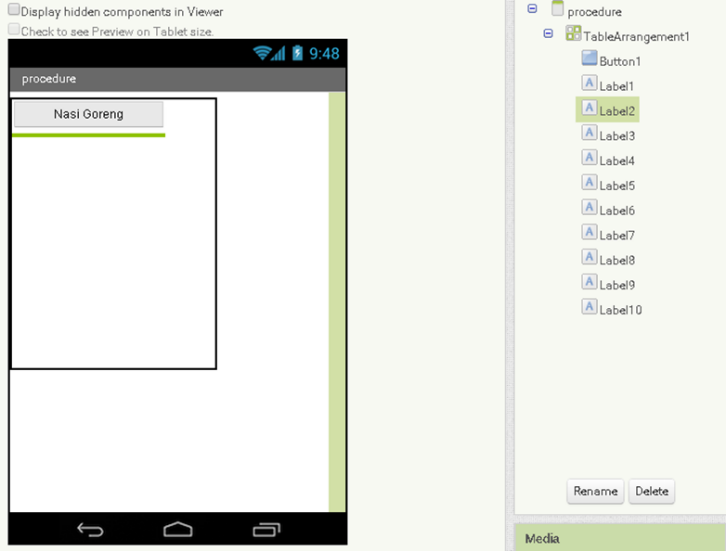 Display hidden components in Viewer
Check to see Preview on Tablet size.
9:48
procedure
Nasi Goreng
procedure
TableArrangement1
Button1
A Label1
A Label2
A Label3
A Label4
A Label5
A Label6
A Label7
A Label8
A Label9
A Label10
Rename Delete
Media